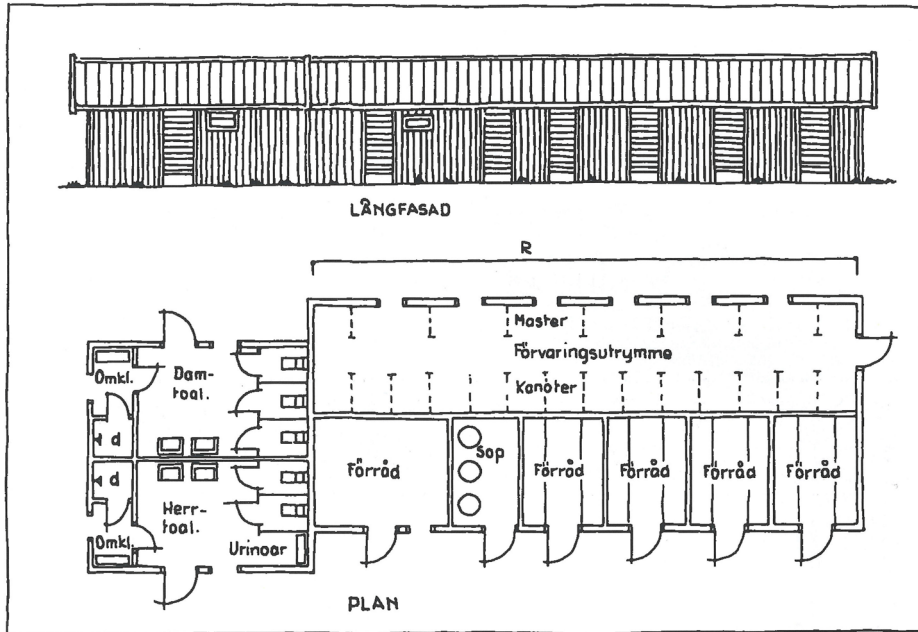 LÅNGFASAD
R
Master
Förvaringsutrymme
Kanoter
Omkl.
Dam-
toal.
d
d
Herr-
toal.
Omkl.
Urinoar
Förråd
Sop
Förråd
Förråd
Förråd
Förråd
PLAN